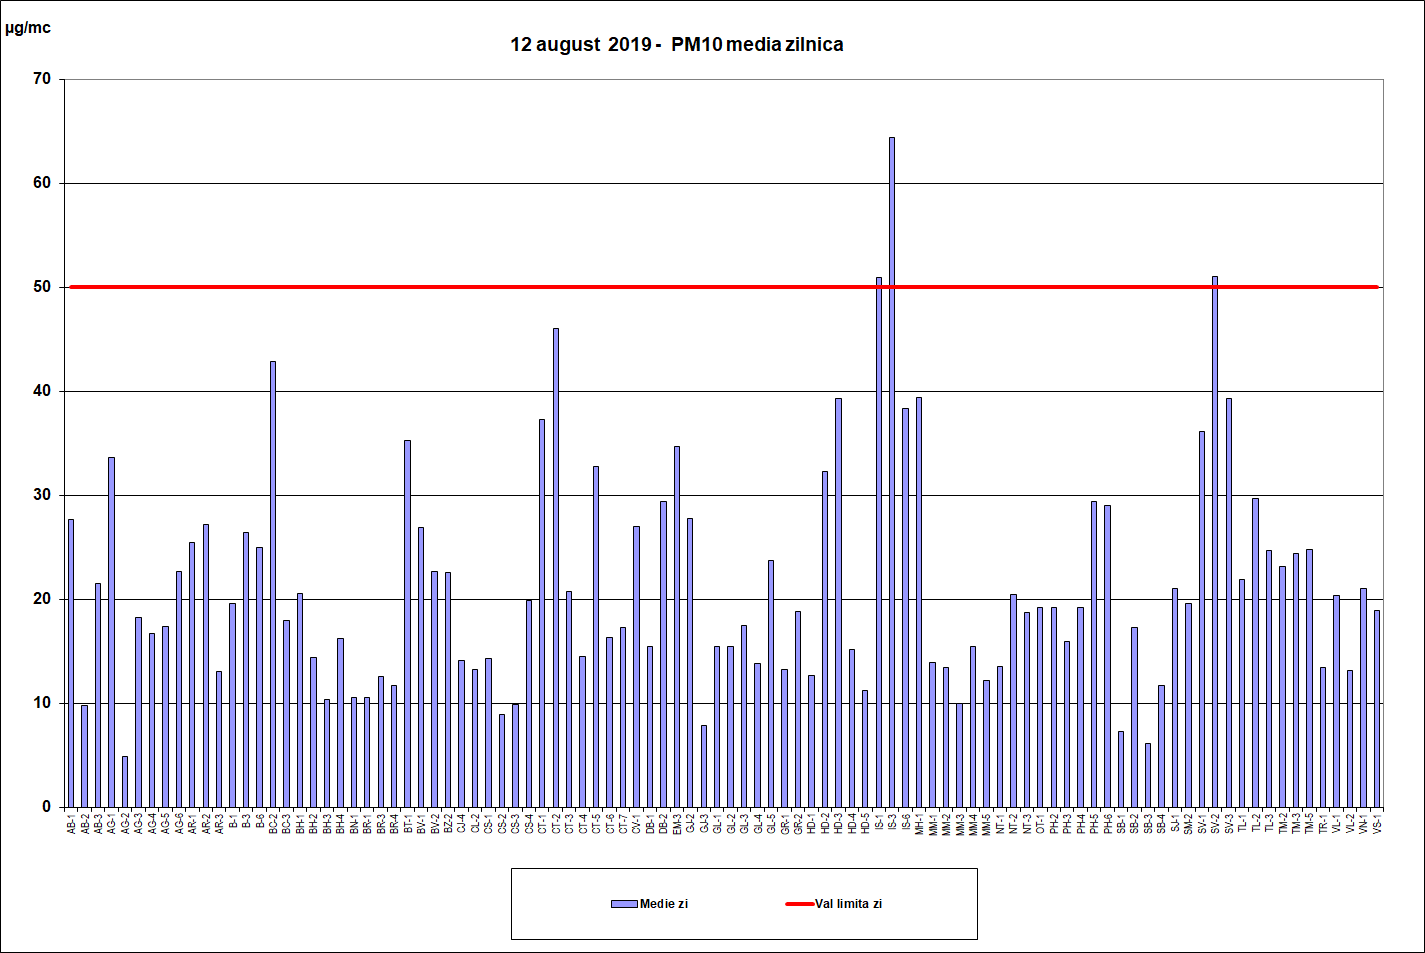 µg/mc
12 august 2019 - PM10 media zilnica
70
60
50
40
30
20
10
0
AB-1 AB-2 AB-3 AG-1 AG-2 AG-3 AG-4 AG-5 AG-6 AR-1 AR-2 AR-3 B-1 B-3 B-6 BC-2 BC-3 BH-1 BH-2 BH-3 BH-4 BN-1 BR-1 BR-3 BR-4 BT-1 BV-1 BV-2 BZ-2 CJ-4 CL-2 CS-1 CS-2 CS-3 CS-4 CT-1 CT-2 CT-3 CT-4 CT-5 CT-6 CT-7 CV-1 DB-1 DB-2 EM-3 GJ-2 GJ-3 GL-1 GL-2 GL-3 GL-4 GL-5 GR-1 GR-2 HD-1 HD-2 HD-3 HD-4 HD-5 IS-1 IS-3 IS-6 MH-1 MM-1 MM-2 MM-3 MM-4 MM-5 NT-1 NT-2 NT-3 OT-1 PH-2 PH-3 PH-4 PH-5 PH-6 SB-1 SB-2 SB-3 SB-4 SJ-1 SM-2 SV-1 SV-2 SV-3 TL-1 TL-2 TL-3 TM-2 TM-3 TM-5 TR-1 VL-1 VL-2 VN-1 VS-1
Medie zi Val limita zi